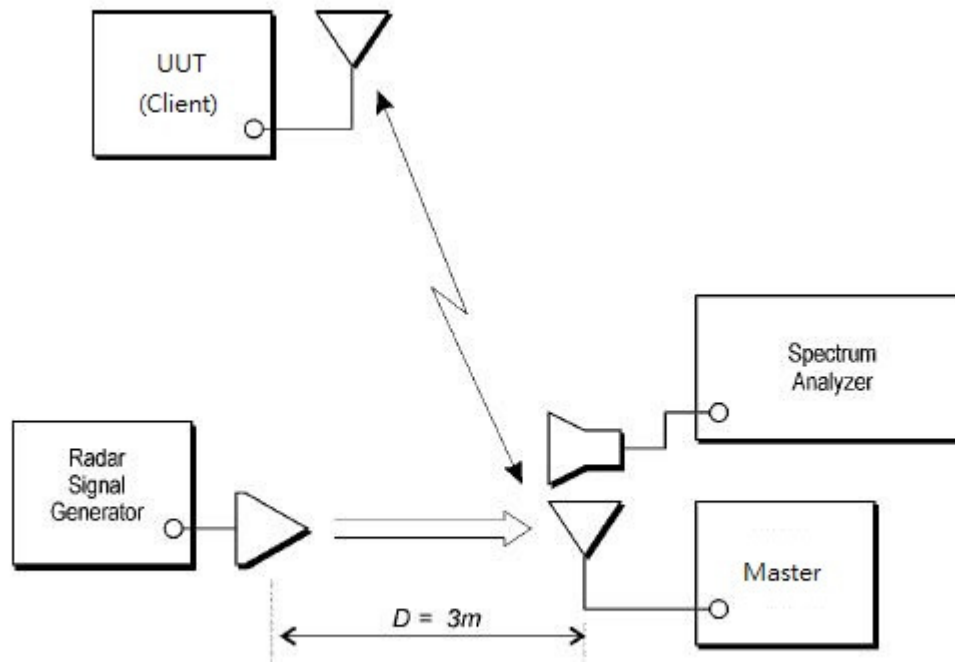 UUT
(Client)
Spectrum
Analyzer
Radar
Signal
Generator
Master
D = 3m